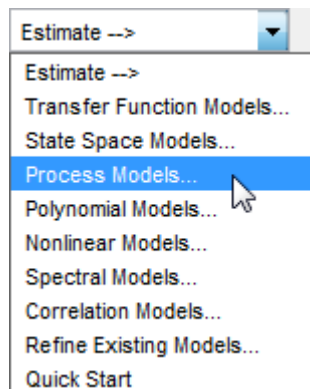 Estimate -->
Estimate -->
Transfer Function Models...
State Space Models...
Process Models...
Polynomial Models...
Nonlinear Models...
Spectral Models...
Correlation Models...
Refine Existing Models...
Quick Start